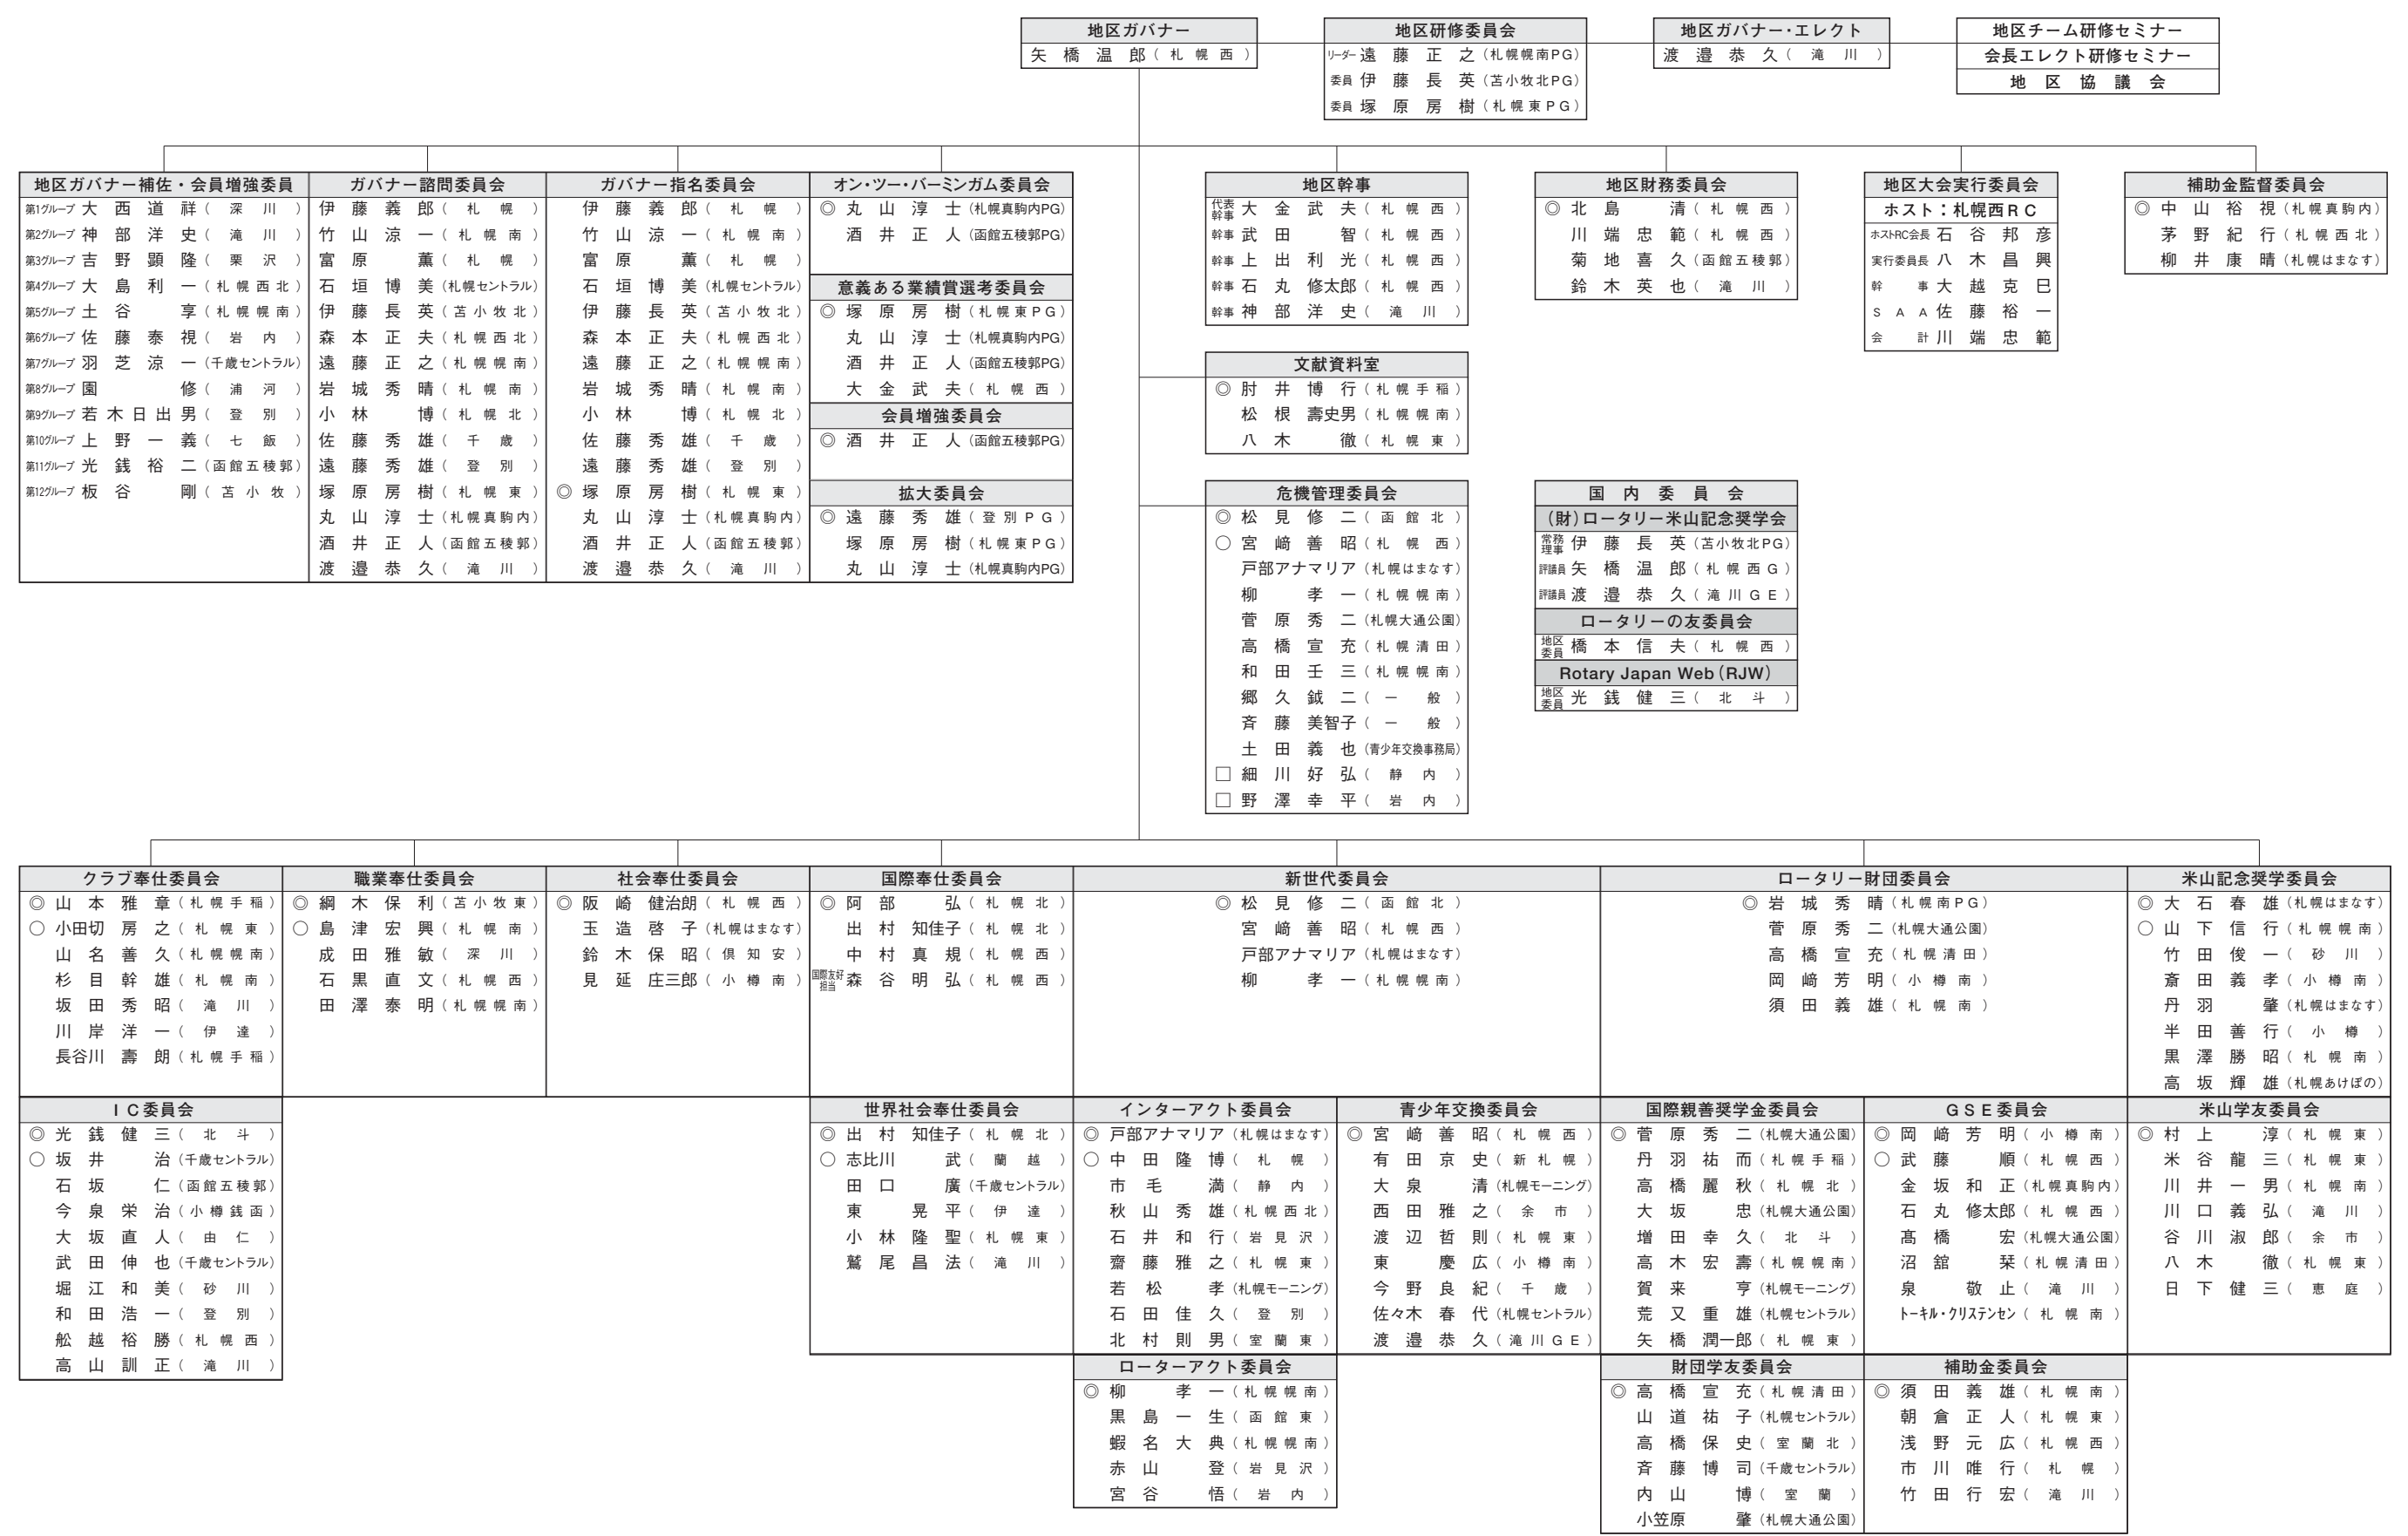 地区ガバナー
矢橋温郎(札幌西)
地区研修委員会
リーダー 遠藤正之(札幌幌南PG)
委員 伊藤長英(苫小牧北PG)
委員 塚原房樹(札幌東PG)
地区ガバナー・エレクト
渡邉恭久(滝川)
地区チーム研修セミナー
会長エレクト研修セミナー
地区協議会
地区ガバナー補佐・会員増強委員
第1グループ 大西道祥(深川)
第2グループ 神部洋史(滝川)
第3グループ 吉野顕隆(栗沢)
第4グループ 大島利一(札幌西北)
第5グループ 土谷享(札幌幌南)
第6グループ 佐藤泰視(岩内)
第7グループ 羽芝涼一(千歳セントラル)
第8グループ 園修(浦河)
第9グループ 若木日出男(登別)
第10グループ 上野一義(七飯)
第11グループ 光銭裕二(函館五稜郭)
第12グループ 板谷剛(苫小牧)
ガバナー諮問委員会
伊藤義郎(札幌)
竹山涼一(札幌南)
富原薫(札幌)
石垣博美(札幌セントラル)
伊藤長英(苫小牧北)
森本正夫(札幌西北)
遠藤正之(札幌幌南)
岩城秀晴(札幌南)
小林博(札幌北)
佐藤秀雄(千歳)
遠藤秀雄(登別)
塚原房樹(札幌東)
丸山淳士(札幌真駒内)
酒井正人(函館五稜郭)
渡邉恭久(滝川)
ガバナー指名委員会
伊藤義郎(札幌)
竹山涼一(札幌南)
富原薫(札幌)
石垣博美(札幌セントラル)
伊藤長英(苫小牧北)
森本正夫(札幌西北)
遠藤正之(札幌幌南)
岩城秀晴(札幌南)
小林博(札幌北)
佐藤秀雄(千歳)
遠藤秀雄(登別)
◎塚原房樹(札幌東)
丸山淳士(札幌真駒内)
酒井正人(函館五稜郭)
渡邉恭久(滝川)
オン・ツー・バーミンガム委員会
◎丸山淳士(札幌真駒内PG)
酒井正人(函館五稜郭PG)
意義ある業績賞選考委員会
◎塚原房樹(札幌東PG)
丸山淳士(札幌真駒内PG)
酒井正人(函館五稜郭PG)
大金武夫(札幌西)
会員増強委員会
◎酒井正人(函館五稜郭PG)
拡大委員会
◎遠藤秀雄(登別PG)
塚原房樹(札幌東PG)
丸山淳士(札幌真駒内PG)
地区幹事
代表幹事 大金武夫(札幌西)
幹事 武田智(札幌西)
幹事 上出利光(札幌西)
幹事 石丸修太郎(札幌西)
幹事 神部洋史(滝川)
文献資料室
◎肘井博行(札幌手稲)
松根壽史男(札幌幌南)
八木徹(札幌東)
危機管理委員会
◎松見修二(函館北)
○宮﨑善昭(札幌西)
戸部アナマリア(札幌はまなす)
柳孝一(札幌幌南)
菅原秀二(札幌大通公園)
高橋宣充(札幌清田)
和田壬三(札幌幌南)
郷久鉞二(一般)
斉藤美智子(一般)
土田義也(青少年交換事務局)
□細川好弘(静内)
□野澤幸平(岩内)
地区財務委員会
◎北島清(札幌西)
川端忠範(札幌西)
菊地喜久(函館五稜郭)
鈴木英也(滝川)
国内委員会
(財)ロータリー米山記念奨学会
常務理事 伊藤長英(苫小牧北PG)
評議員 矢橋温郎(札幌西G)
評議員 渡邉恭久(滝川GE)
ロータリーの友委員会
地区委員 橋本信夫(札幌西)
Rotary Japan Web(RJW)
地区委員 光銭健三(北斗)
地区大会実行委員会
ホスト:札幌西RC
ホストRC会長 石谷邦彦
実行委員長 八木昌興
幹事 大越克巳
SAA 佐藤裕一
会計 川端忠範
補助金監督委員会
◎中山裕視(札幌真駒内)
茅野紀行(札幌西北)
柳井康晴(札幌はまなす)
クラブ奉仕委員会
◎山本雅章(札幌手稲)
○小田切房之(札幌東)
山名善久(札幌幌南)
杉目幹雄(札幌南)
坂田秀昭(滝川)
川岸洋一(伊達)
長谷川壽朗(札幌手稲)
IC委員会
◎光銭健三(北斗)
○坂井治(千歳セントラル)
石坂仁(函館五稜郭)
今泉栄治(小樽銭函)
大坂直人(由仁)
武田伸也(千歳セントラル)
堀江和美(砂川)
和田浩一(登別)
舩越裕勝(札幌西)
高山訓正(滝川)
職業奉仕委員会
◎綱木保利(苫小牧東)
○島津宏興(札幌南)
成田雅敏(深川)
石黒直文(札幌西)
田澤泰明(札幌幌南)
社会奉仕委員会
◎阪崎健治朗(札幌西)
玉造啓子(札幌はまなす)
鈴木保昭(倶知安)
見延庄三郎(小樽南)
国際奉仕委員会
◎阿部弘(札幌北)
出村知佳子(札幌北)
中村真規(札幌西)
国際友好担当 森谷明弘(札幌西)
世界社会奉仕委員会
◎出村知佳子(札幌北)
○志比川武(蘭越)
田口廣(千歳セントラル)
東晃平(伊達)
小林隆聖(札幌東)
鷲尾昌法(滝川)
新世代委員会
◎松見修二(函館北)
宮﨑善昭(札幌西)
戸部アナマリア(札幌はまなす)
柳孝一(札幌幌南)
インターアクト委員会
◎戸部アナマリア(札幌はまなす)
○中田隆博(札幌)
市毛満(静内)
秋山秀雄(札幌西北)
石井和行(岩見沢)
齋藤雅之(札幌東)
若松孝(札幌モーニング)
石田佳久(登別)
北村則男(室蘭東)
ローターアクト委員会
◎柳孝一(札幌幌南)
黒島一生(函館東)
蝦名大典(札幌幌南)
赤山登(岩見沢)
宮谷悟(岩内)
青少年交換委員会
◎宮﨑善昭(札幌西)
有田京史(新札幌)
大泉清(札幌モーニング)
西田雅之(余市)
渡辺哲則(札幌東)
東慶広(小樽南)
今野良紀(千歳)
佐々木春代(札幌セントラル)
渡邉恭久(滝川GE)
ロータリー財団委員会
◎岩城秀晴(札幌南PG)
菅原秀二(札幌大通公園)
高橋宣充(札幌清田)
岡﨑芳明(小樽南)
須田義雄(札幌南)
国際親善奨学金委員会
◎菅原秀二(札幌大通公園)
丹羽祐而(札幌手稲)
高橋麗秋(札幌北)
大坂忠(札幌大通公園)
増田幸久(北斗)
高木宏壽(札幌幌南)
賀来亨(札幌モーニング)
荒又重雄(札幌セントラル)
矢橋潤一郎(札幌東)
財団学友委員会
◎高橋宣充(札幌清田)
山道祐子(札幌セントラル)
高橋保史(室蘭北)
斉藤博司(千歳セントラル)
内山博(室蘭)
小笠原肇(札幌大通公園)
GSE委員会
◎岡﨑芳明(小樽南)
○武藤順(札幌西)
金坂和正(札幌真駒内)
石丸修太郎(札幌西)
髙橋宏(札幌大通公園)
沼舘栞(札幌清田)
泉敬止(滝川)
トーキル・クリステンセン(札幌南)
補助金委員会
◎須田義雄(札幌南)
朝倉正人(札幌東)
浅野元広(札幌西)
市川唯行(札幌)
竹田行宏(滝川)
米山記念奨学委員会
◎大石春雄(札幌はまなす)
○山下信行(札幌幌南)
竹田俊一(砂川)
斎田義孝(小樽南)
丹羽肇(札幌はまなす)
半田善行(小樽)
黒澤勝昭(札幌南)
高坂輝雄(札幌あけぼの)
米山学友委員会
◎村上淳(札幌東)
米谷龍三(札幌東)
川井一男(札幌南)
川口義弘(滝川)
谷川淑郎(余市)
八木徹(札幌東)
日下健三(恵庭)